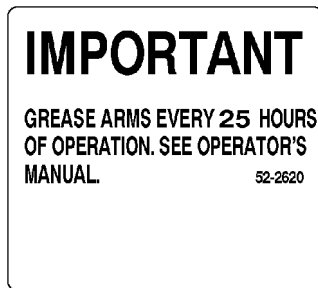 IMPORTANT
GREASE ARMS EVERY 25 HOURS
OF OPERATION. SEE OPERATOR'S
MANUAL. 52-2620